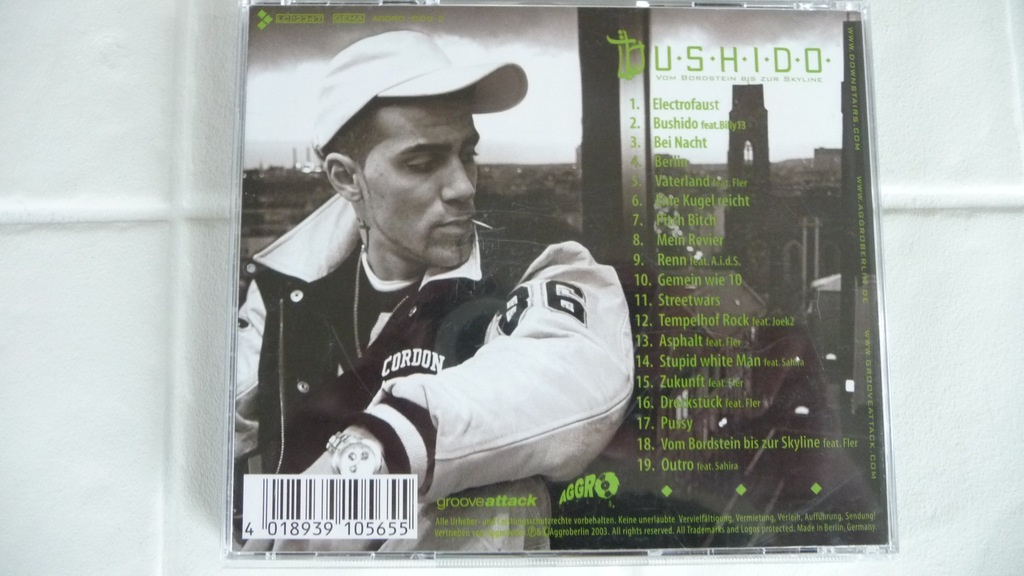 GEMA
BUSHIDO
VOM BORDSTEIN BIS ZUR SKYLINE
1. Electrofaust
2. Bushido feat.Billy13
3. Bei Nacht
4. Berlin
5. Vaterland feat. Fler
6. Eine Kugel reicht
7. Pitch Bitch
8. Mein Revier
9. Renn feat. A.i.d.S.
10. Gemein wie 10
11. Streetwars
12. Tempelhof Rock feat. Joek2
13. Asphalt feat. Fler
14. Stupid white Man feat. Sahira
15. Zukunft feat. Fler
16. Dreckstück feat. Fler
17. Pussy
18. Vom Bordstein bis zur Skyline feat. Fler
19. Outro feat. Sahira
WWW.DOWNSTAIRS.COM
WWW.AGGROBERLIN.DE
WWW.GROOVEATTACK.COM
96
CORDON
4 018939 105655
grooveattack
AGGRO
Alle Urheber- und Leistungsschutzrechte vorbehalten. Keine unerlaubte Vervielfältigung, Vermietung, Verleih, Aufführung, Sendung!
Vertrieben von Aggroberlin 2003. All rights reserved. All Trademarks and Logos protected. Made in Berlin, Germany.